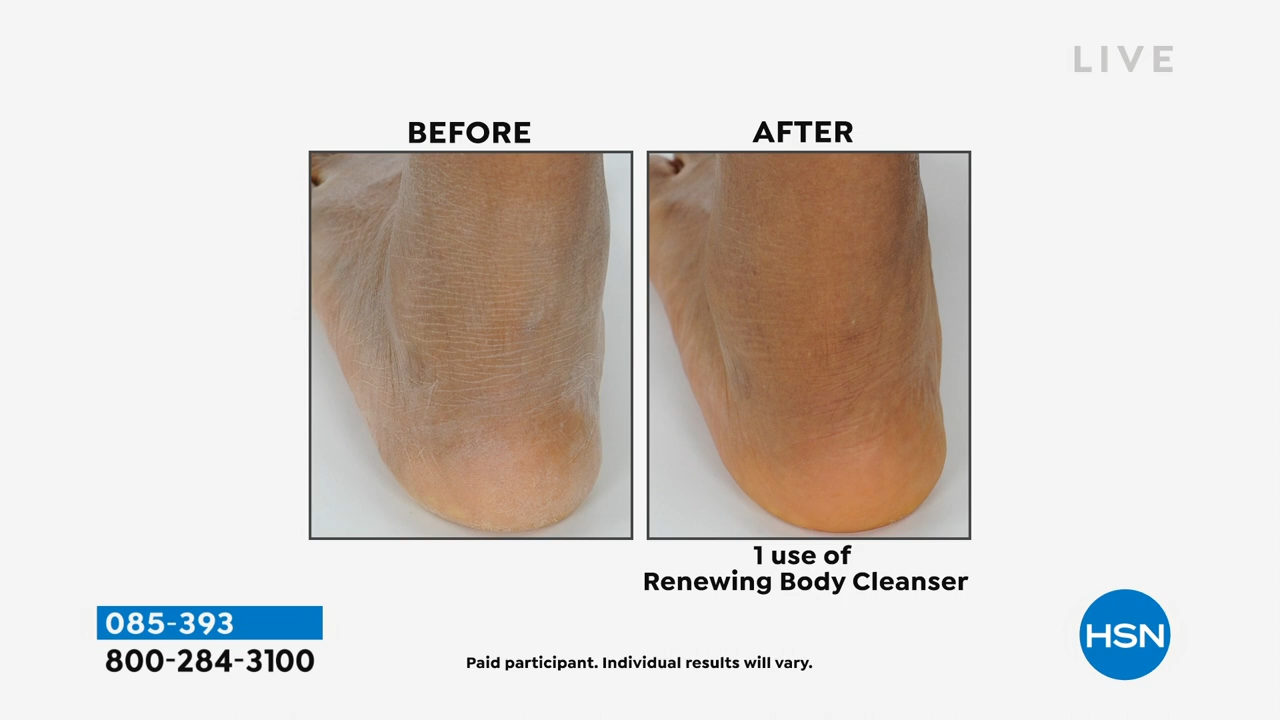 LIVE
BEFORE
AFTER
1 use of
Renewing Body Cleanser
085-393
800-284-3100
Paid participant. Individual results will vary.
HSN